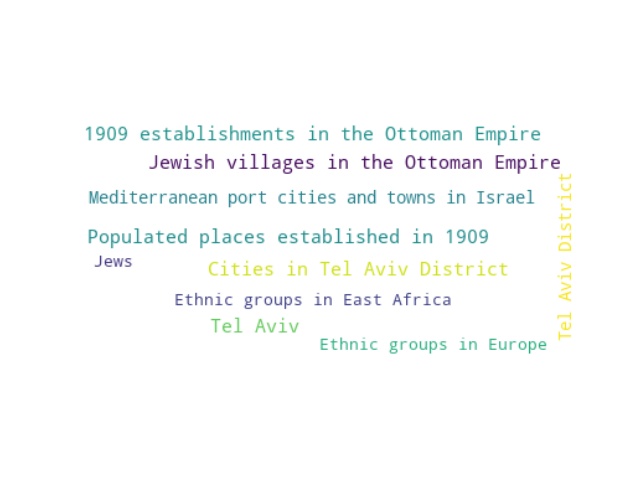 1909 establishments in the Ottoman Empire
Jewish villages in the Ottoman Empire
Mediterranean port cities and towns in Israel
Tel Aviv District
Populated places established in 1909
Jews
Cities in Tel Aviv District
Ethnic groups in East Africa
Tel Aviv
Ethnic groups in Europe